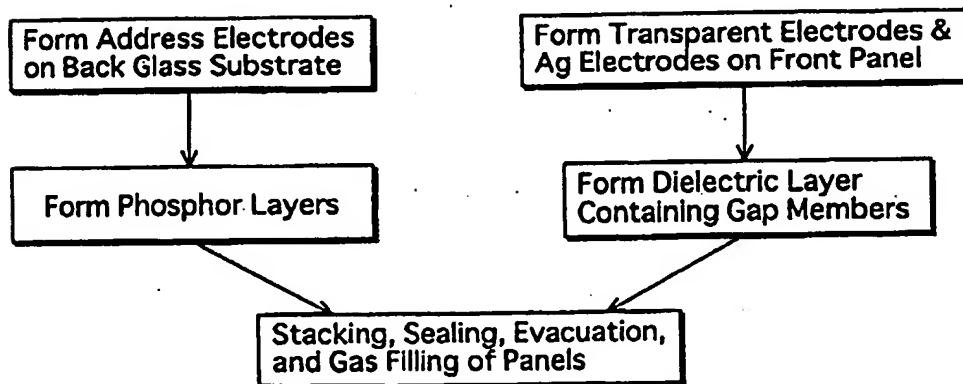 Form Address Electrodes
on Back Glass Substrate
Form Transparent Electrodes &
Ag Electrodes on Front Panel
Form Phosphor Layers
Form Dielectric Layer
Containing Gap Members
Stacking, Sealing, Evacuation,
and Gas Filling of Panels